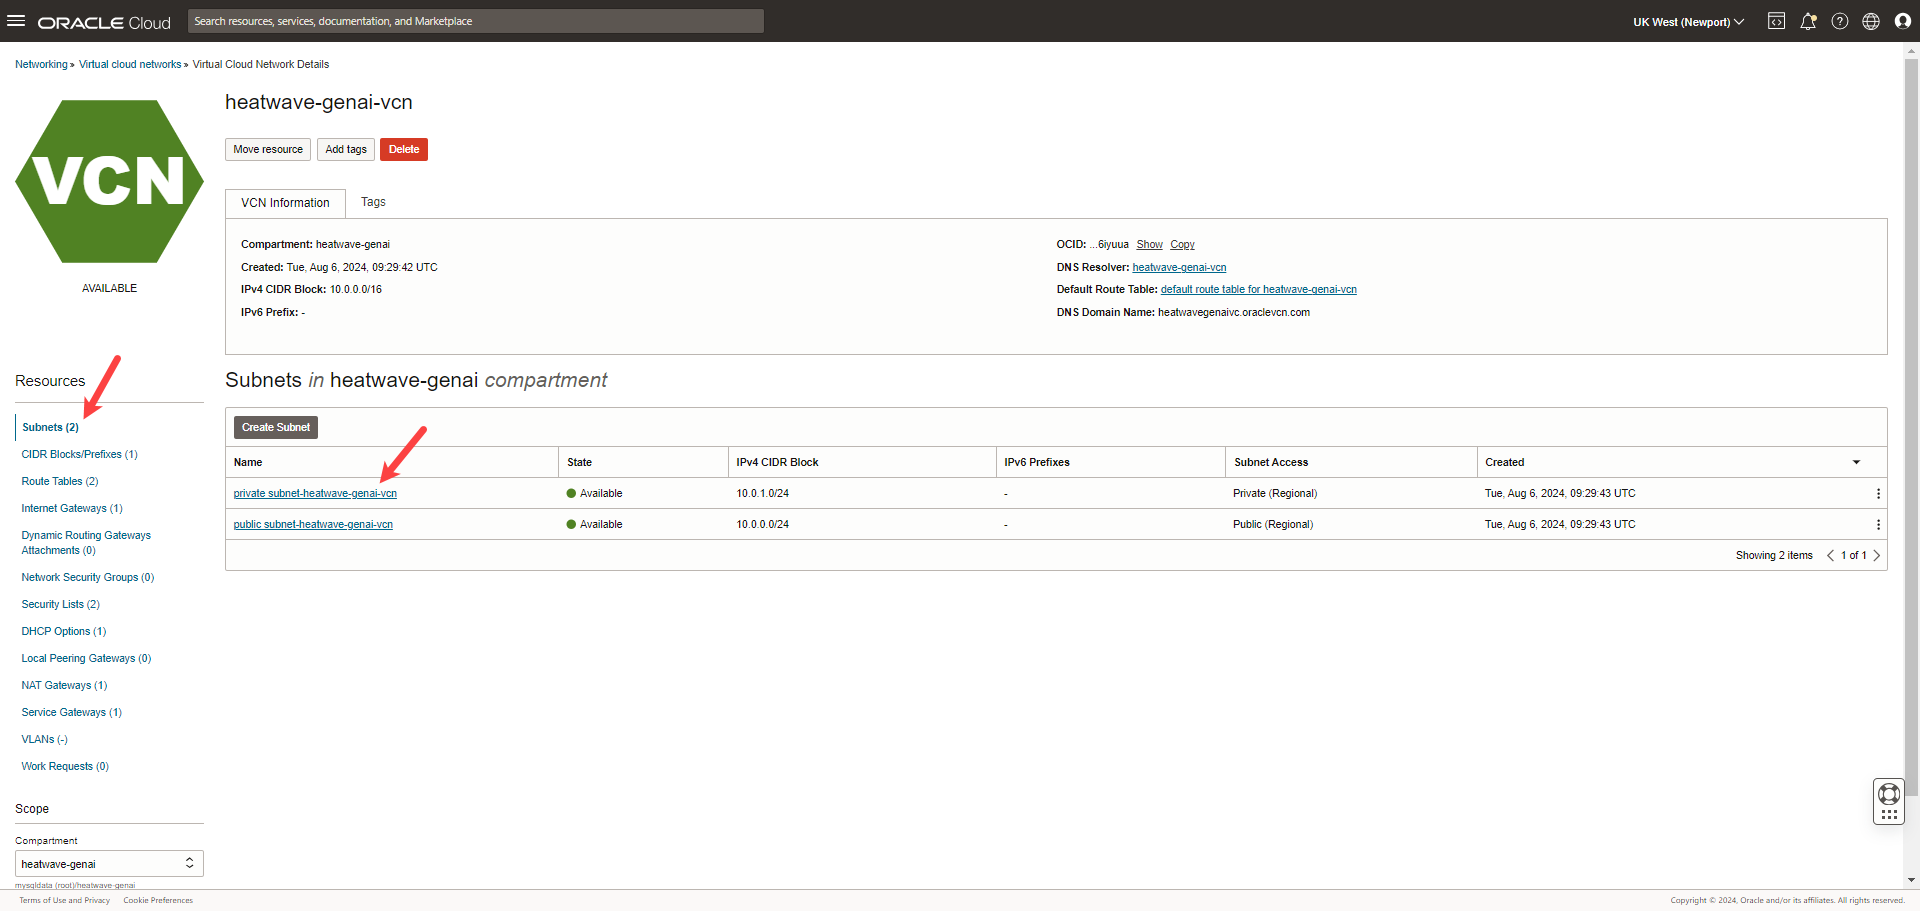 ORACLE Cloud
Search resources, services, documentation, and Marketplace
UK West (Newport)
Networking » Virtual cloud networks » Virtual Cloud Network Details
VCN
AVAILABLE
heatwave-genai-vcn
Move resource
Add tags
Delete
VCN Information
Tags
Compartment: heatwave-genai
Created: Tue, Aug 6, 2024, 09:29:42 UTC
IPv4 CIDR Block: 10.0.0.0/16
IPv6 Prefix: -
OCID: ...6iyuua Show Copy
DNS Resolver: heatwave-genai-vcn
Default Route Table: default route table for heatwave-genai-vcn
DNS Domain Name: heatwavegenaivc.oraclevcn.com
Resources
Subnets (2)
CIDR Blocks/Prefixes (1)
Route Tables (2)
Internet Gateways (1)
Dynamic Routing Gateways
Attachments (0)
Network Security Groups (0)
Security Lists (2)
DHCP Options (1)
Local Peering Gateways (0)
NAT Gateways (1)
Service Gateways (1)
VLANs (-)
Work Requests (0)
Scope
Compartment
heatwave-genai
mysqldata (root)/heatwave-genai
Subnets in heatwave-genai compartment
Create Subnet
Name State IPv4 CIDR Block IPv6 Prefixes Subnet Access Created
private subnet-heatwave-genai-vcn Available 10.0.1.0/24 - Private (Regional) Tue, Aug 6, 2024, 09:29:43 UTC
public subnet-heatwave-genai-vcn Available 10.0.0.0/24 - Public (Regional) Tue, Aug 6, 2024, 09:29:43 UTC
Showing 2 items 1 of 1
Terms of Use and Privacy Cookie Preferences
Copyright © 2024, Oracle and/or its affiliates. All rights reserved.